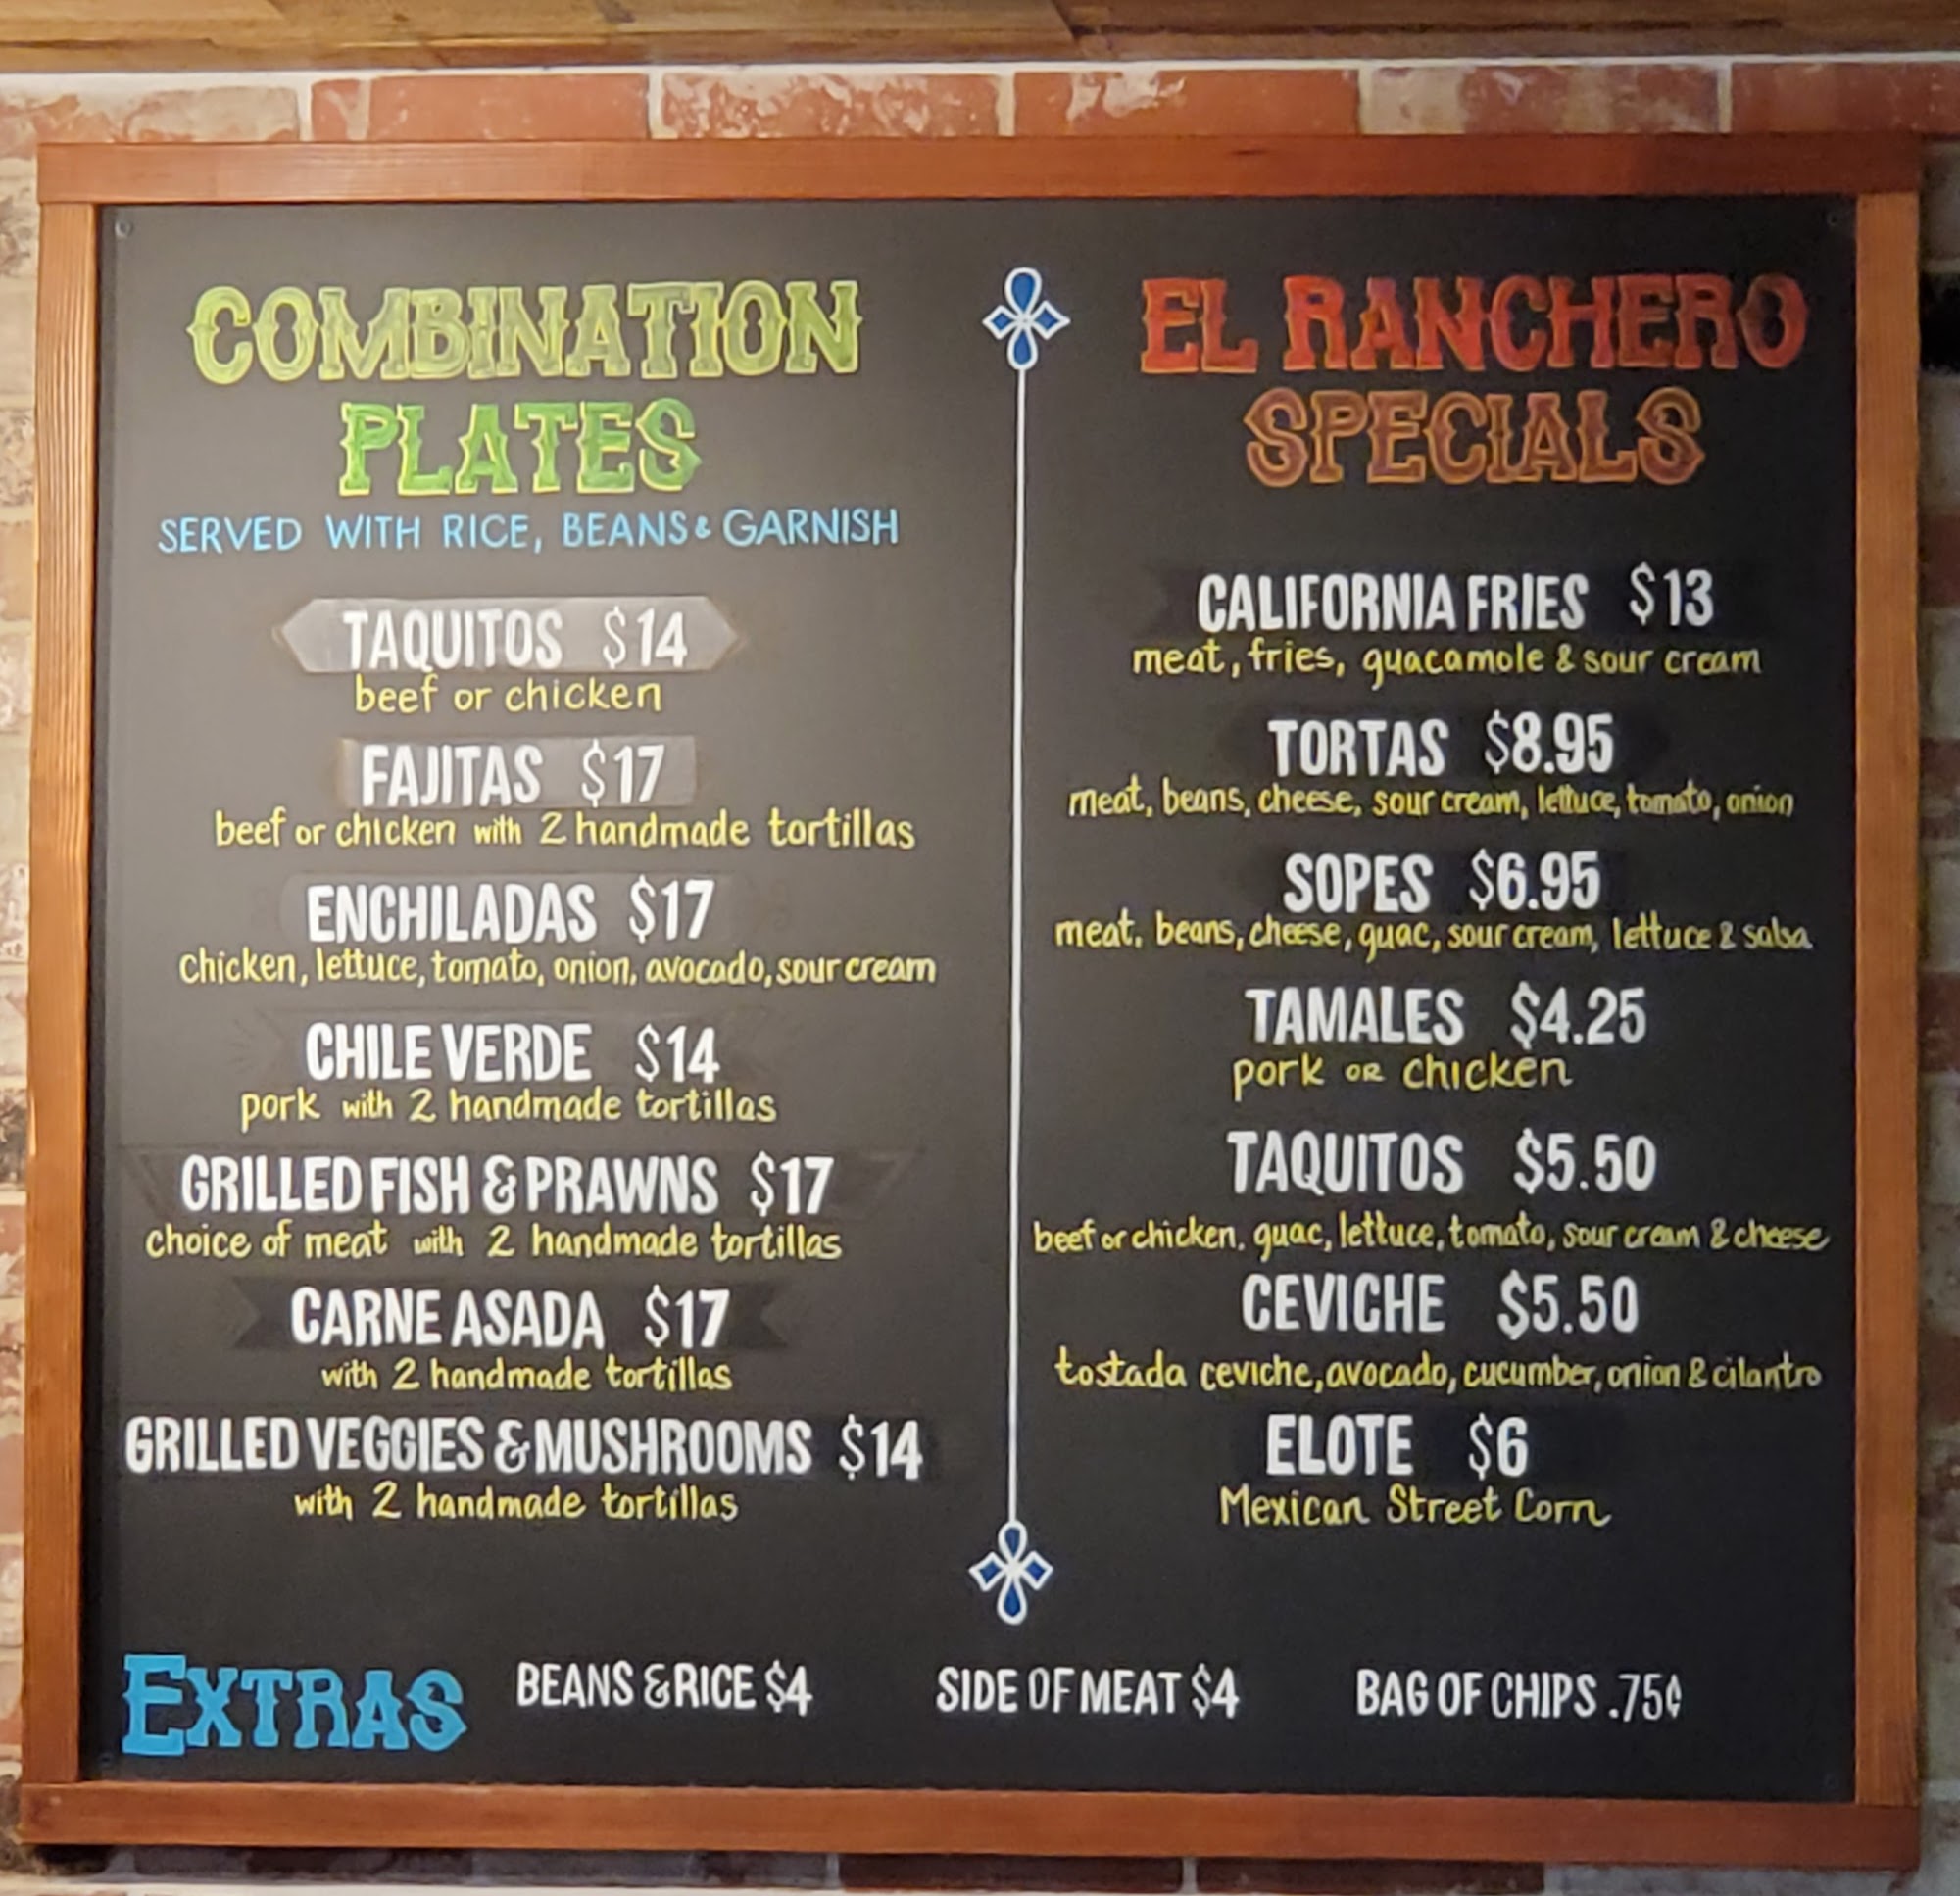 COMBINATION
PLATES
SERVED WITH RICE, BEANS & GARNISH
TAQUITOS $14
beef or chicken
FAJITAS $17
beef or chicken with 2 handmade tortillas
ENCHILADAS $17
chicken, lettuce, tomato, onion, avocado, sour cream
CHILE VERDE $14
pork with 2 handmade tortillas
GRILLED FISH & PRAWNS $17
choice of meat with 2 handmade tortillas
CARNE ASADA $17
with 2 handmade tortillas
GRILLED VEGGIES & MUSHROOMS $14
with 2 handmade tortillas
EL RANCHERO
SPECIALS
CALIFORNIA FRIES $13
meat, fries, guacamole & sour cream
TORTAS $8.95
meat, beans, cheese, sour cream, lettuce, tomato, onion
SOPES $6.95
meat, beans, cheese, guac, sour cream, lettuce & salsa
TAMALES $4.25
pork OR chicken
TAQUITOS $5.50
beef or chicken, guac, lettuce, tomato, sour cream & cheese
CEVICHE $5.50
tostada ceviche, avocado, cucumber, onion & cilantro
ELOTE $6
Mexican Street Corn
EXTRAS BEANS & RICE $4 SIDE OF MEAT $4 BAG OF CHIPS .75¢